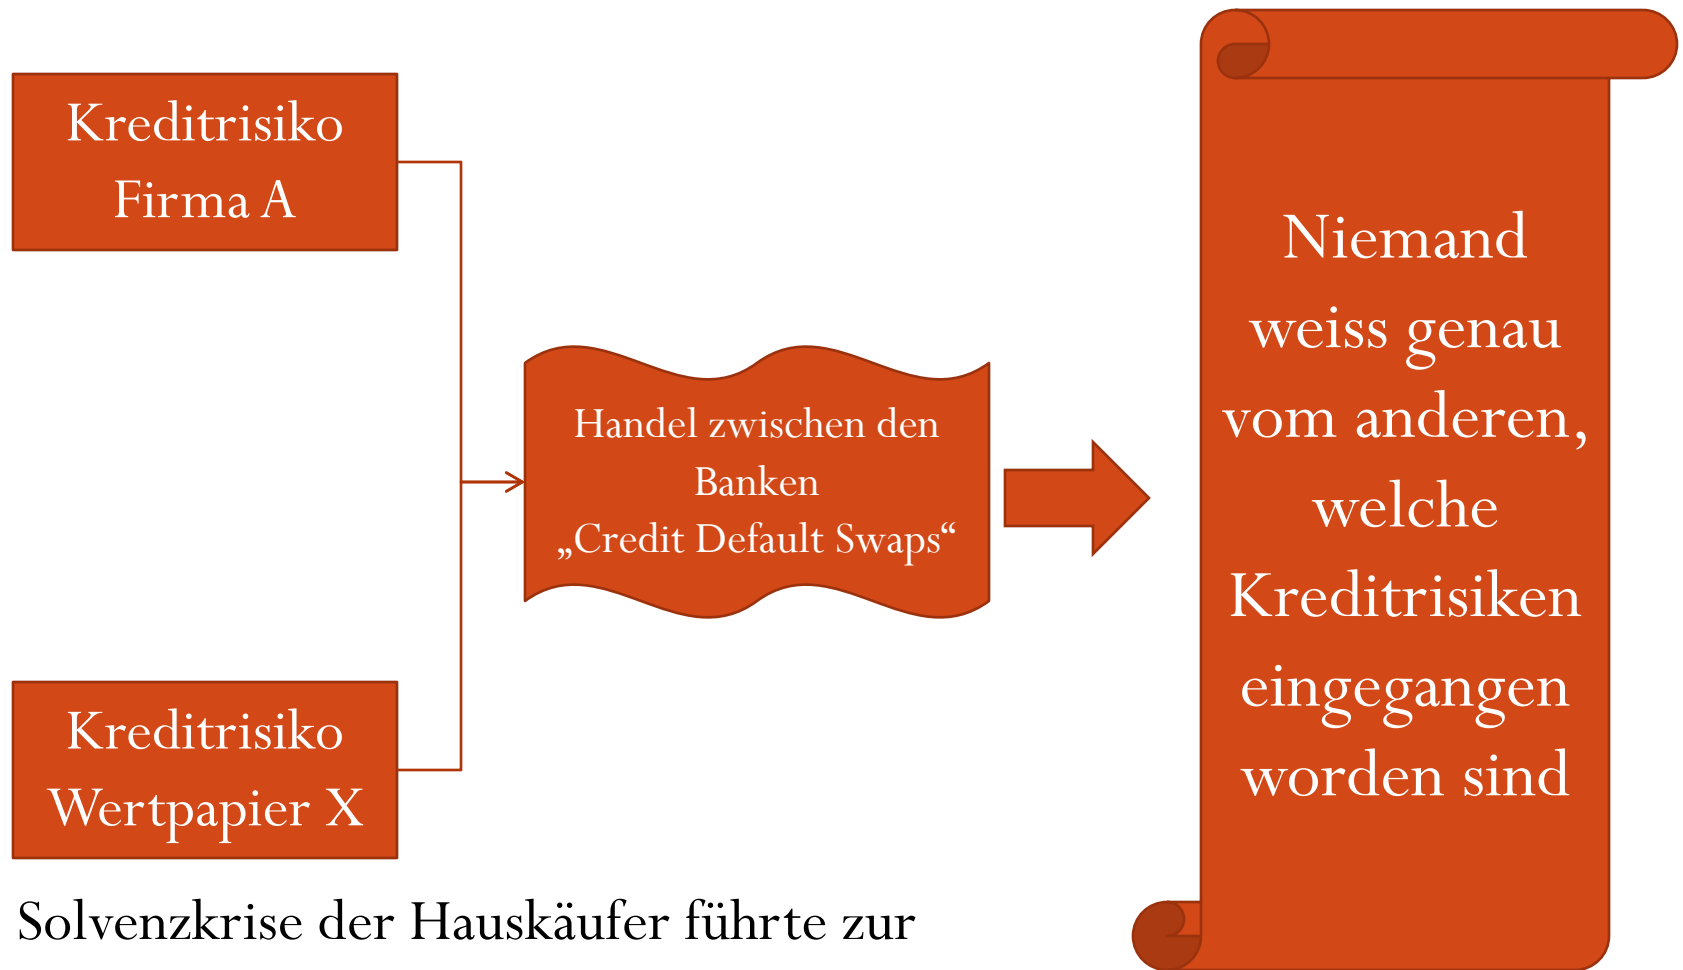 Kreditrisiko
Firma A
Kreditrisiko
Wertpapier X
Handel zwischen den
Banken
„Credit Default Swaps“
Niemand
weiss genau
vom anderen,
welche
Kreditrisiken
eingegangen
worden sind
Solvenzkrise der Hauskäufer führte zur